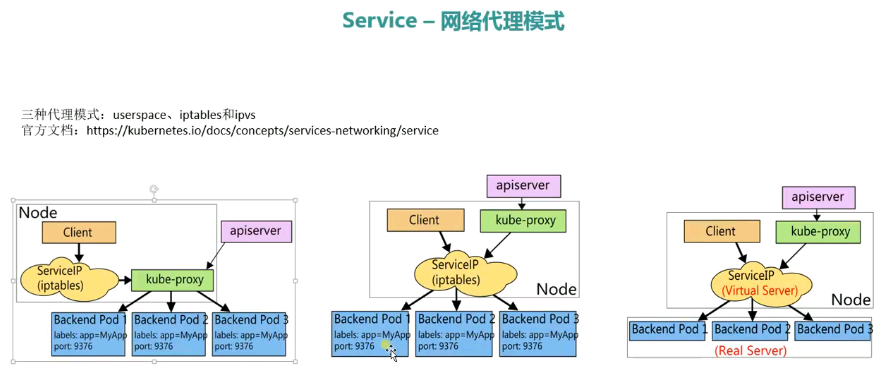 Service – 网络代理模式
三种代理模式：userspace、iptables和ipvs
官方文档：https://kubernetes.io/docs/concepts/services-networking/service
Node
Client
apiserver
ServiceIP
(iptables)
kube-proxy
Backend Pod 1
labels: app=MyApp
port: 9376
Backend Pod 2
labels: app=MyApp
port: 9376
Backend Pod 3
labels: app=MyApp
port: 9376
apiserver
Client
kube-proxy
ServiceIP
(iptables)
Node
Backend Pod 1
labels: app=MyApp
port: 9376
Backend Pod 2
labels: app=MyApp
port: 9376
Backend Pod 3
labels: app=MyApp
port: 9376
apiserver
Client
kube-proxy
ServiceIP
(Virtual Server)
Node
Backend Pod 1
Backend Pod 2
Backend Pod 3
(Real Server)